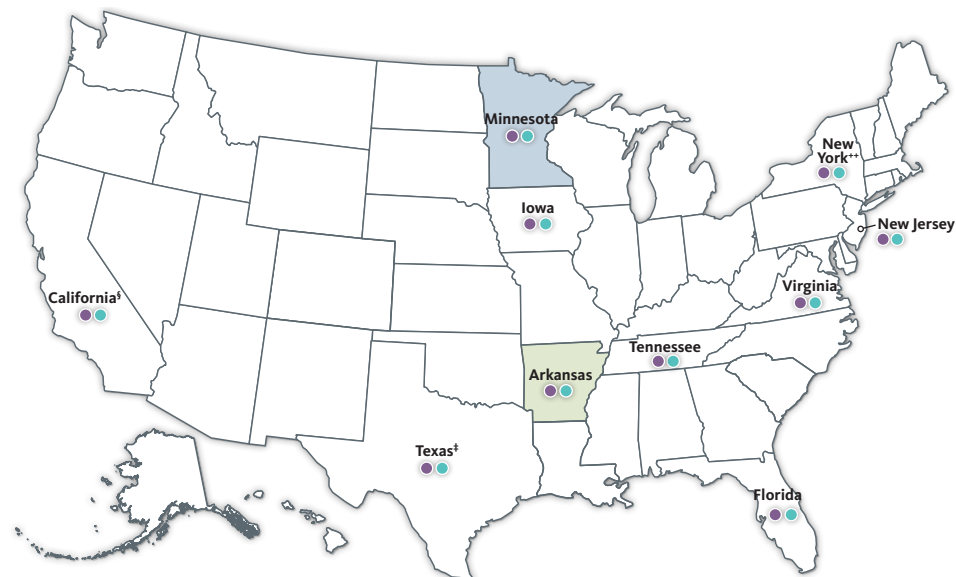 Minnesota
New
York⁺⁺
Iowa
New Jersey
California§
Virginia
Tennessee
Arkansas
Texas‡
Florida